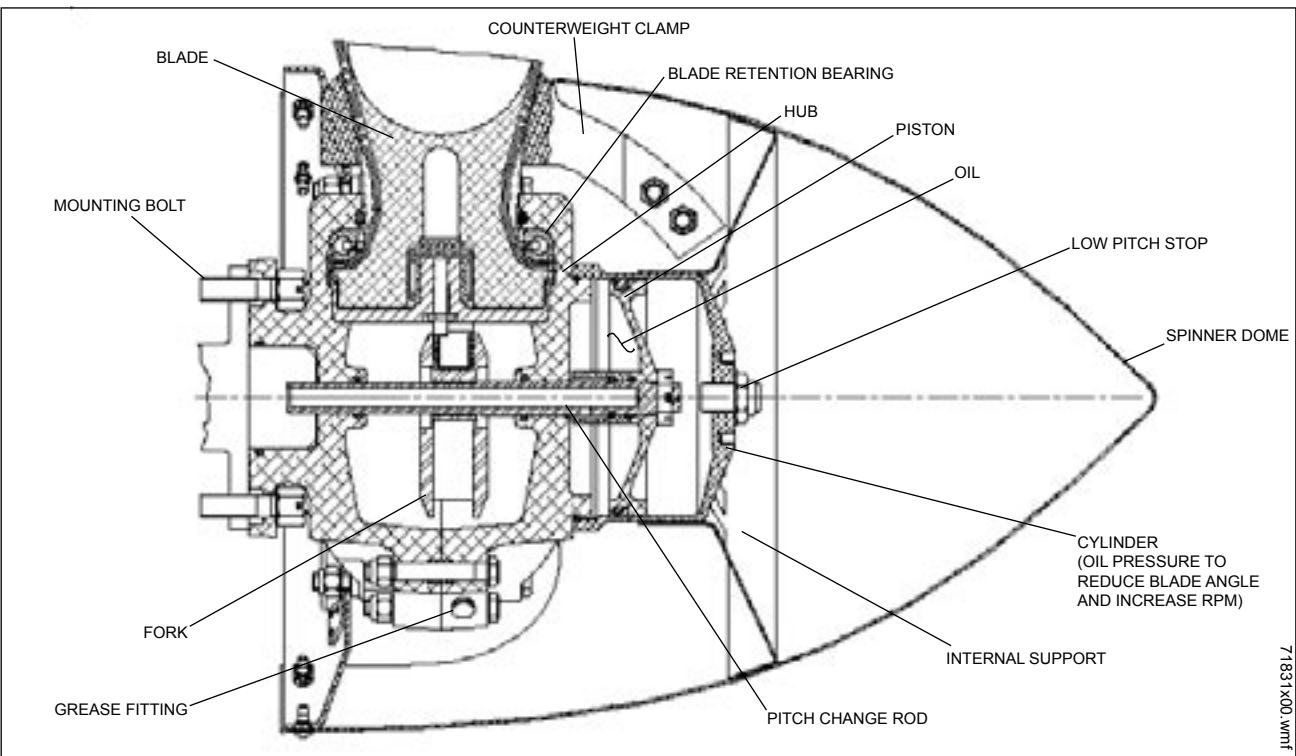 COUNTERWEIGHT CLAMP
BLADE
BLADE RETENTION BEARING
HUB
PISTON
OIL
MOUNTING BOLT
LOW PITCH STOP
SPINNER DOME
CYLINDER
(OIL PRESSURE TO
REDUCE BLADE ANGLE
AND INCREASE RPM)
FORK
INTERNAL SUPPORT
GREASE FITTING
PITCH CHANGE ROD
71831x00.wmf